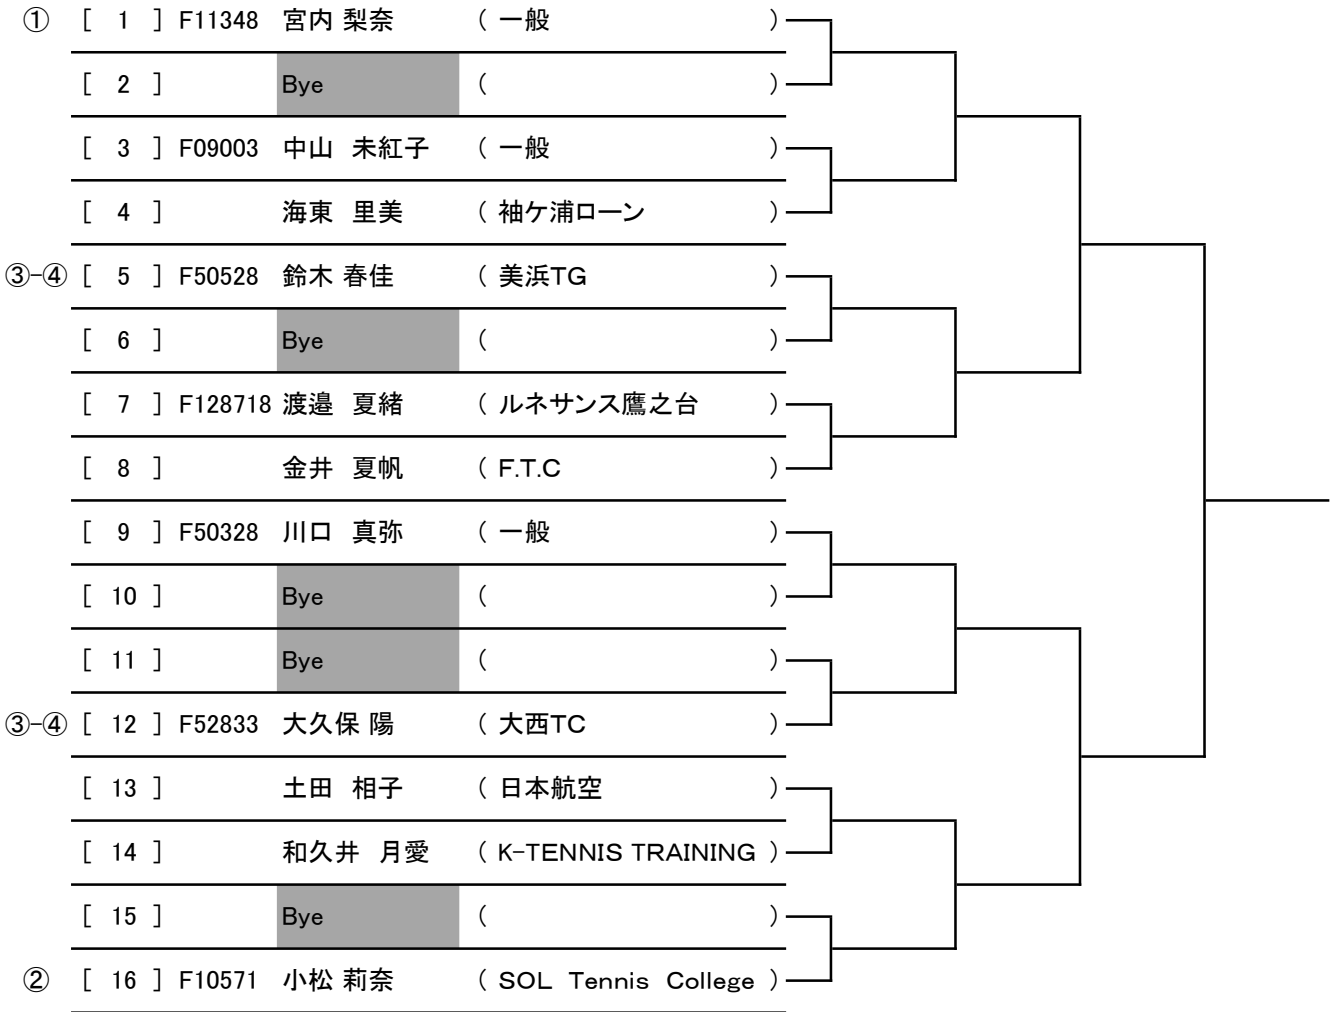 ① [ 1 ] F11348 宮内 梨奈 ( 一般 )
[ 2 ] Bye ( )
[ 3 ] F09003 中山 未紅子 ( 一般 )
[ 4 ] 海東 里美 ( 袖ケ浦ローン )
③-④ [ 5 ] F50528 鈴木 春佳 ( 美浜TG )
[ 6 ] Bye ( )
[ 7 ] F128718 渡邉 夏緒 ( ルネサンス鷹之台 )
[ 8 ] 金井 夏帆 ( F.T.C )
[ 9 ] F50328 川口 真弥 ( 一般 )
[ 10 ] Bye ( )
[ 11 ] Bye ( )
③-④ [ 12 ] F52833 大久保 陽 ( 大西TC )
[ 13 ] 土田 相子 ( 日本航空 )
[ 14 ] 和久井 月愛 ( K-TENNIS TRAINING )
[ 15 ] Bye ( )
② [ 16 ] F10571 小松 莉奈 ( SOL Tennis College )